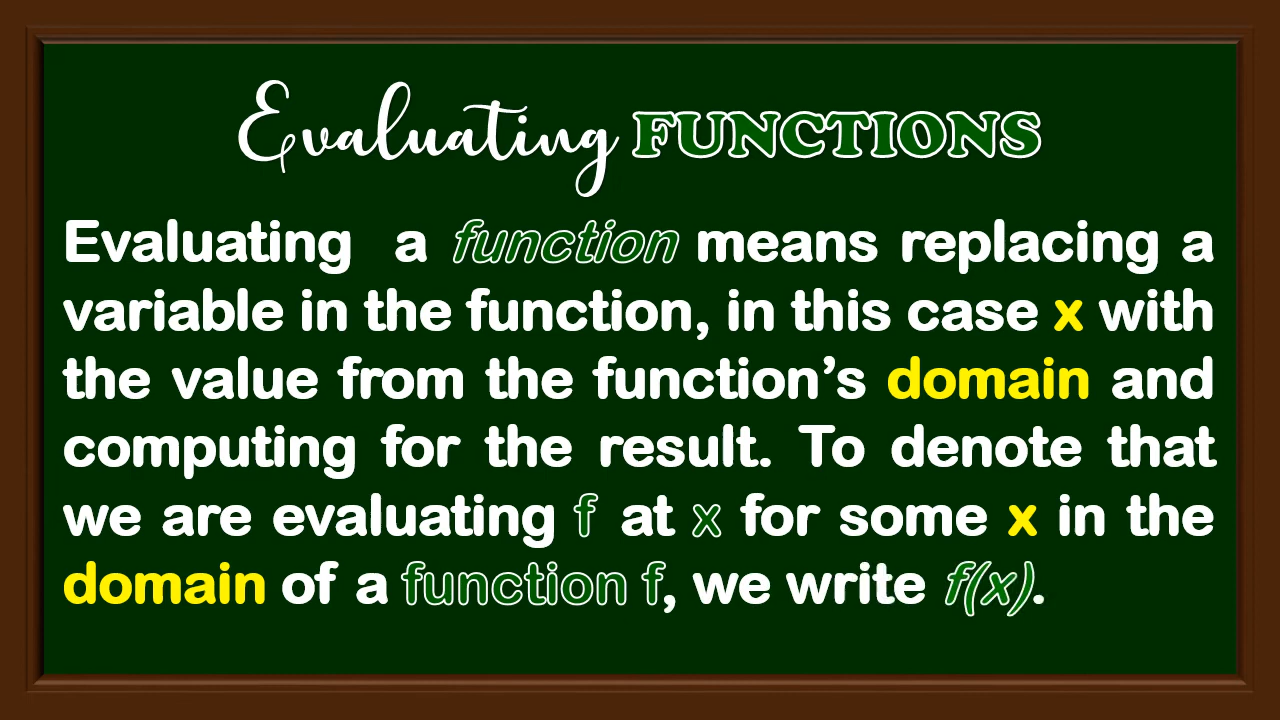 Evaluating FUNCTIONS
Evaluating a function means replacing a
variable in the function, in this case x with
the value from the function’s domain and
computing for the result. To denote that
we are evaluating f at x for some x in the
domain of a function f, we write f(x).